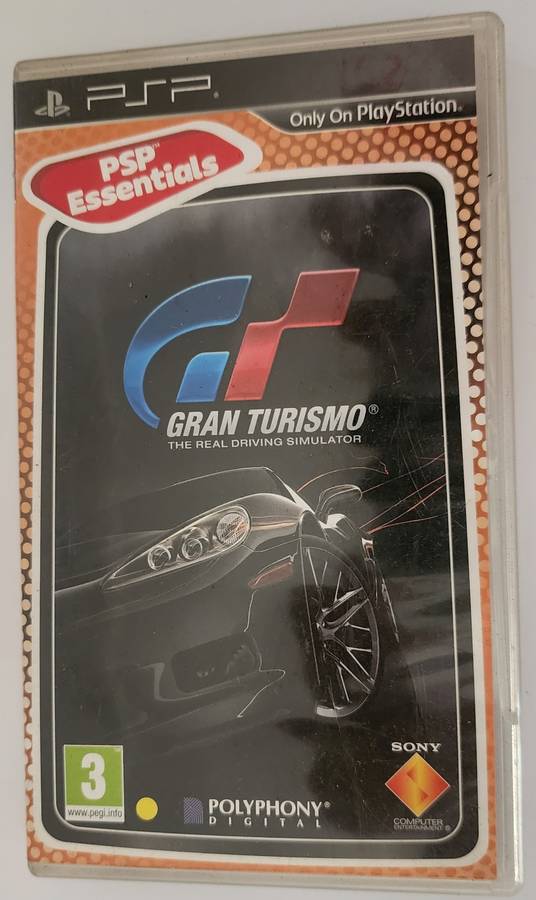 PSP
Only On PlayStation®
PSP™
Essentials
GRAN TURISMO®
THE REAL DRIVING SIMULATOR
3
www.pegi.info
POLYPHONY®
DIGITAL
SONY
COMPUTER
ENTERTAINMENT®